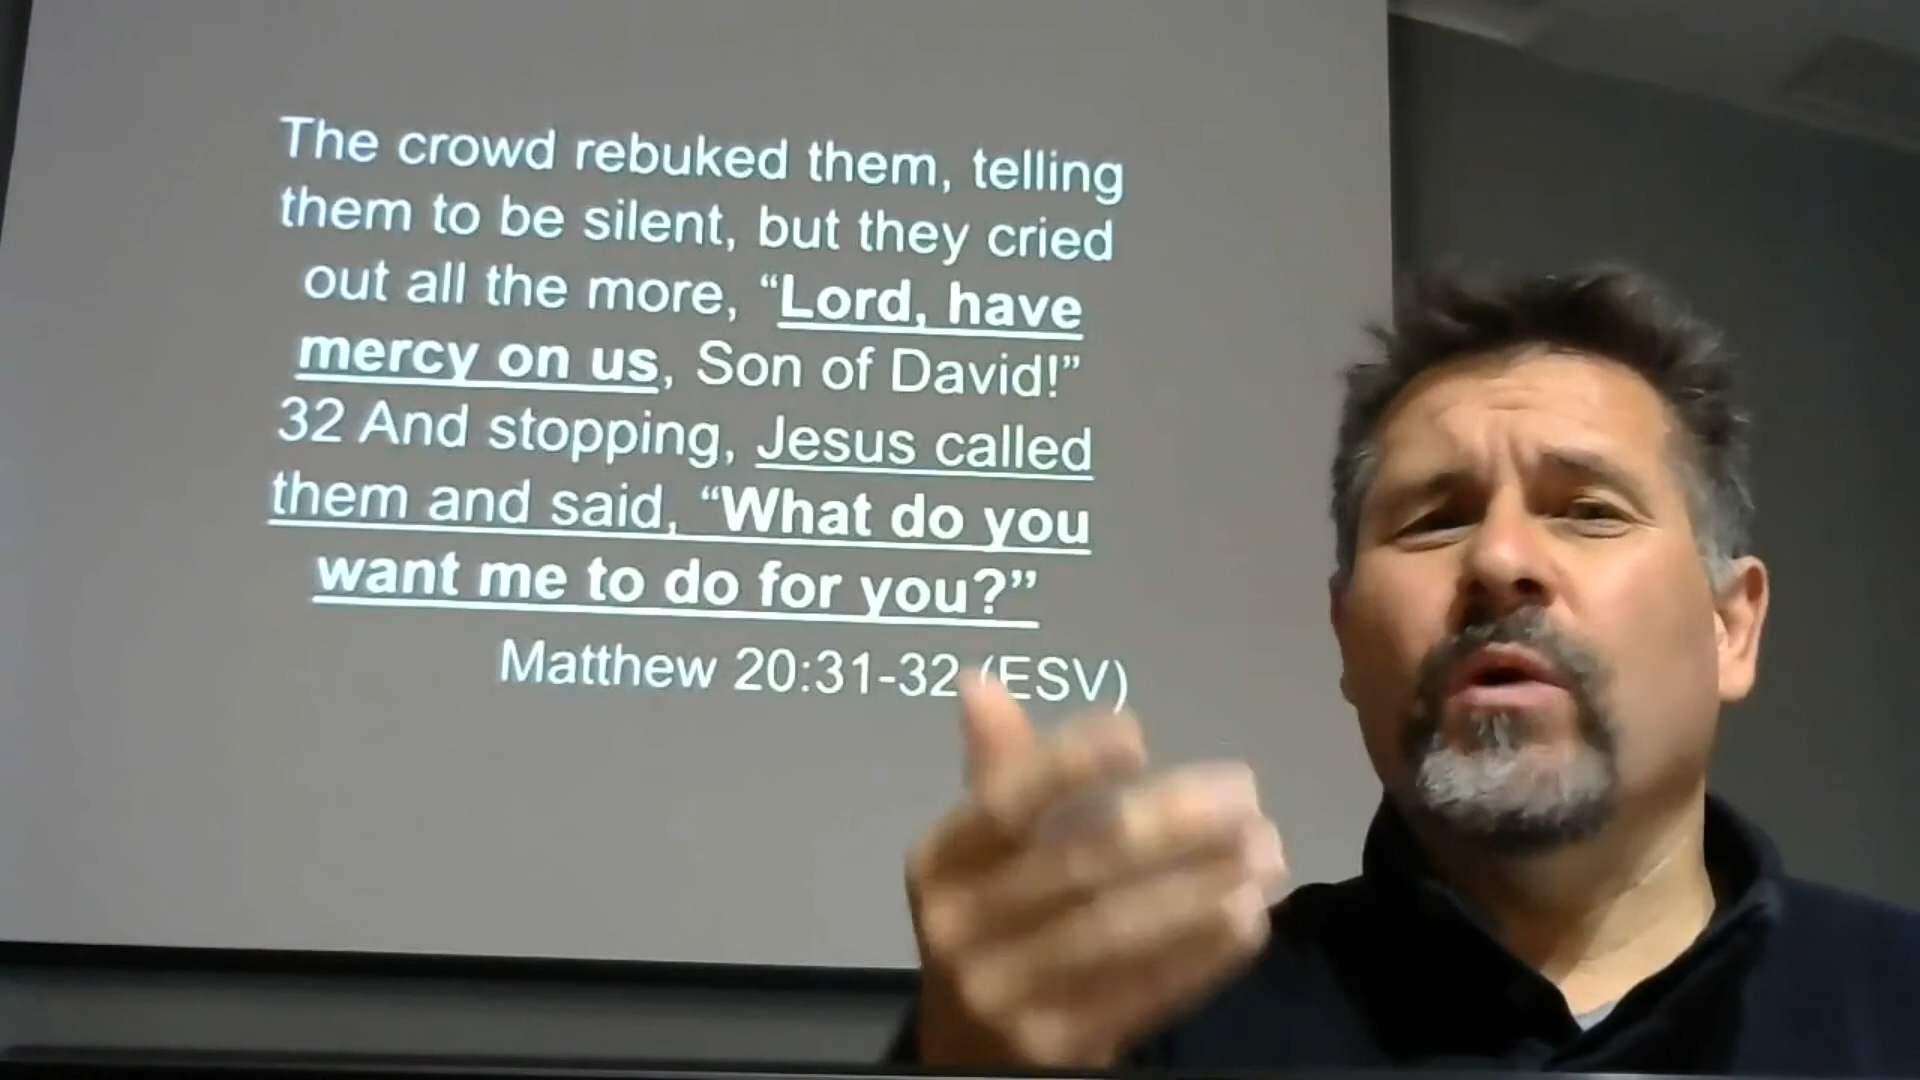 The crowd rebuked them, telling
them to be silent, but they cried
out all the more, “Lord, have
mercy on us, Son of David!”
32 And stopping, Jesus called
them and said, “What do you
want me to do for you?”
Matthew 20:31-32 (ESV)